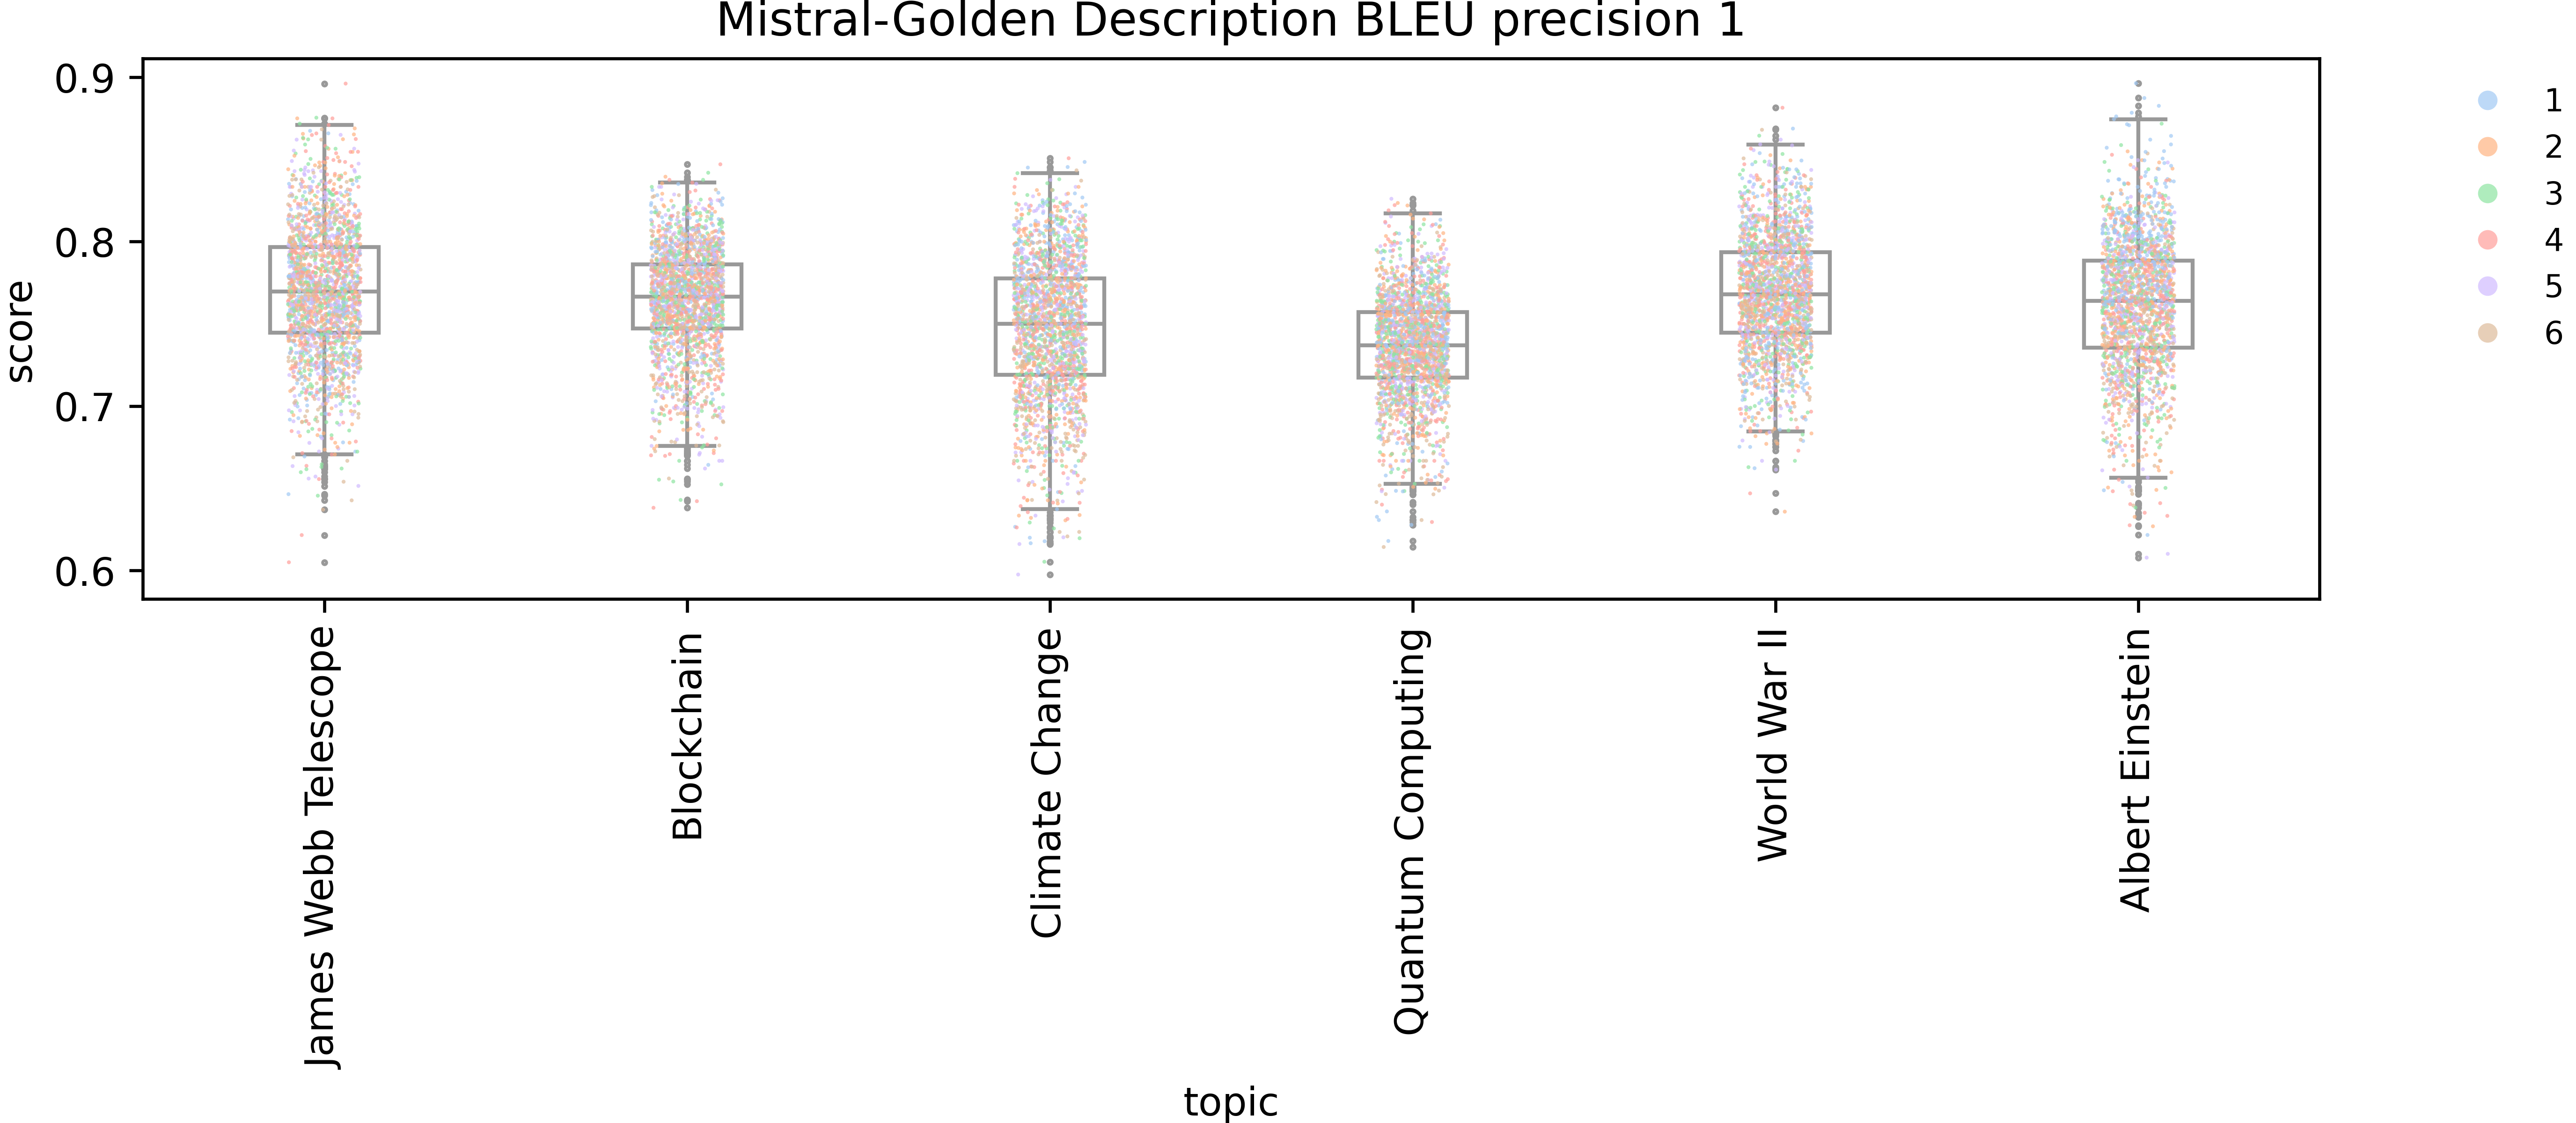 Mistral-Golden Description BLEU precision 1
0.9
0.8
0.7
0.6
score
James Webb Telescope
Blockchain
Climate Change
Quantum Computing
World War II
Albert Einstein
topic
1
2
3
4
5
6